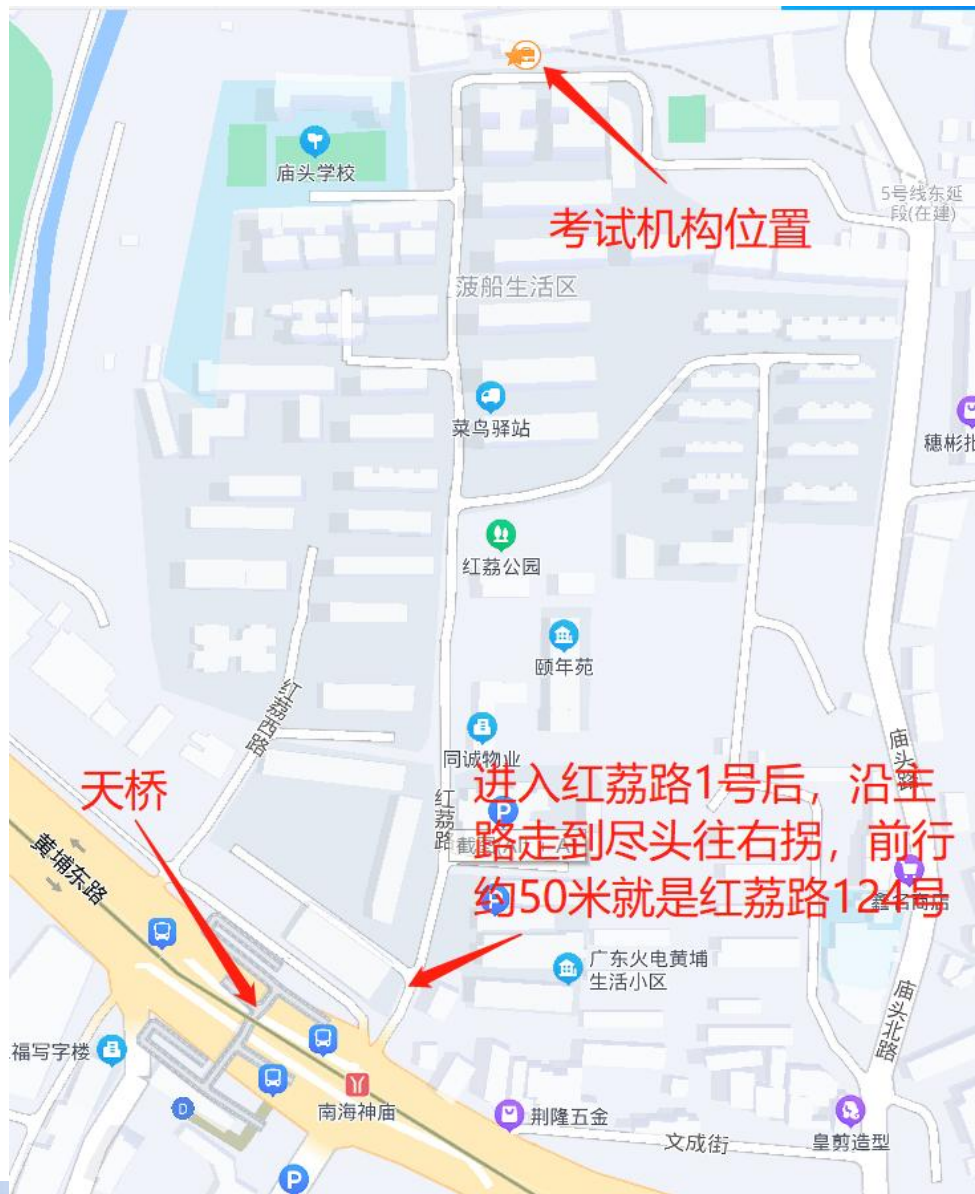 庙头学校
考试机构位置
5号线东延
段(在建)
菠船生活区
菜鸟驿站
穗彬批
红荔公园
颐年苑
红荔西路
同诚物业
庙头路
天桥
进入红荔路1号后，沿主
路走到尽头往右拐，前行
约50米就是红荔路124号
红荔路
P
黄埔东路
广东火电黄埔
生活小区
庙头北路
福写字楼
D
南海神庙
荆隆五金
文成街
皇剪造型
P